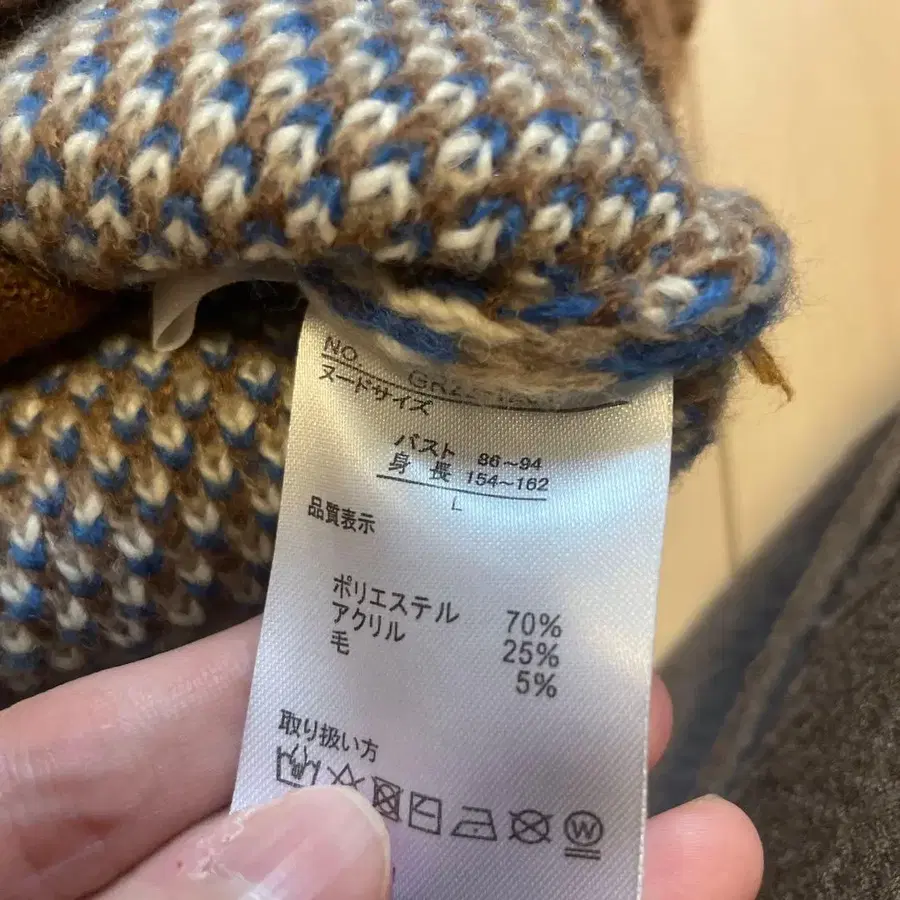 NO
ヌードサイズ
バスト 86~94
身長 154~162
L
品質表示
ポリエステル 70%
アクリル 25%
毛 5%
取り扱い方
W